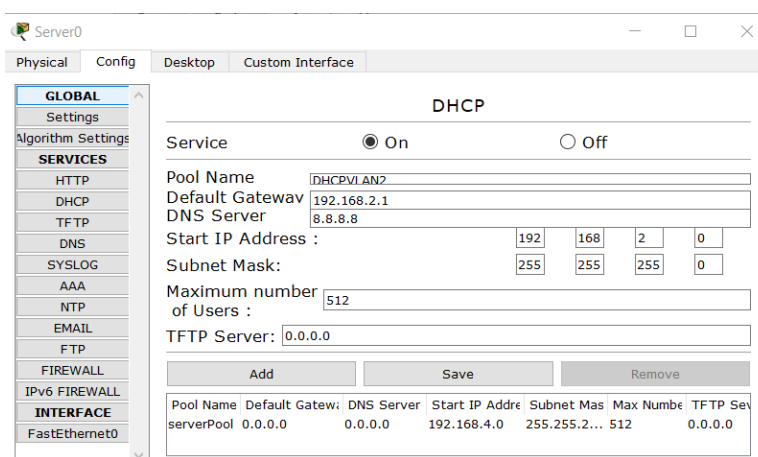 Server0
Physical Config Desktop Custom Interface
GLOBAL
Settings
Algorithm Settings
SERVICES
HTTP
DHCP
TFTP
DNS
SYSLOG
AAA
NTP
EMAIL
FTP
FIREWALL
IPv6 FIREWALL
INTERFACE
FastEthernet0
DHCP
Service On Off
Pool Name DHCPVLAN2
Default Gateway 192.168.2.1
DNS Server 8.8.8.8
Start IP Address : 192 168 2 0
Subnet Mask: 255 255 255 0
Maximum number
of Users : 512
TFTP Server: 0.0.0.0
Add Save Remove
Pool Name Default Gatewa DNS Server Start IP Addre Subnet Mas Max Numbe TFTP Sev
serverPool 0.0.0.0 0.0.0.0 192.168.4.0 255.255.2... 512 0.0.0.0